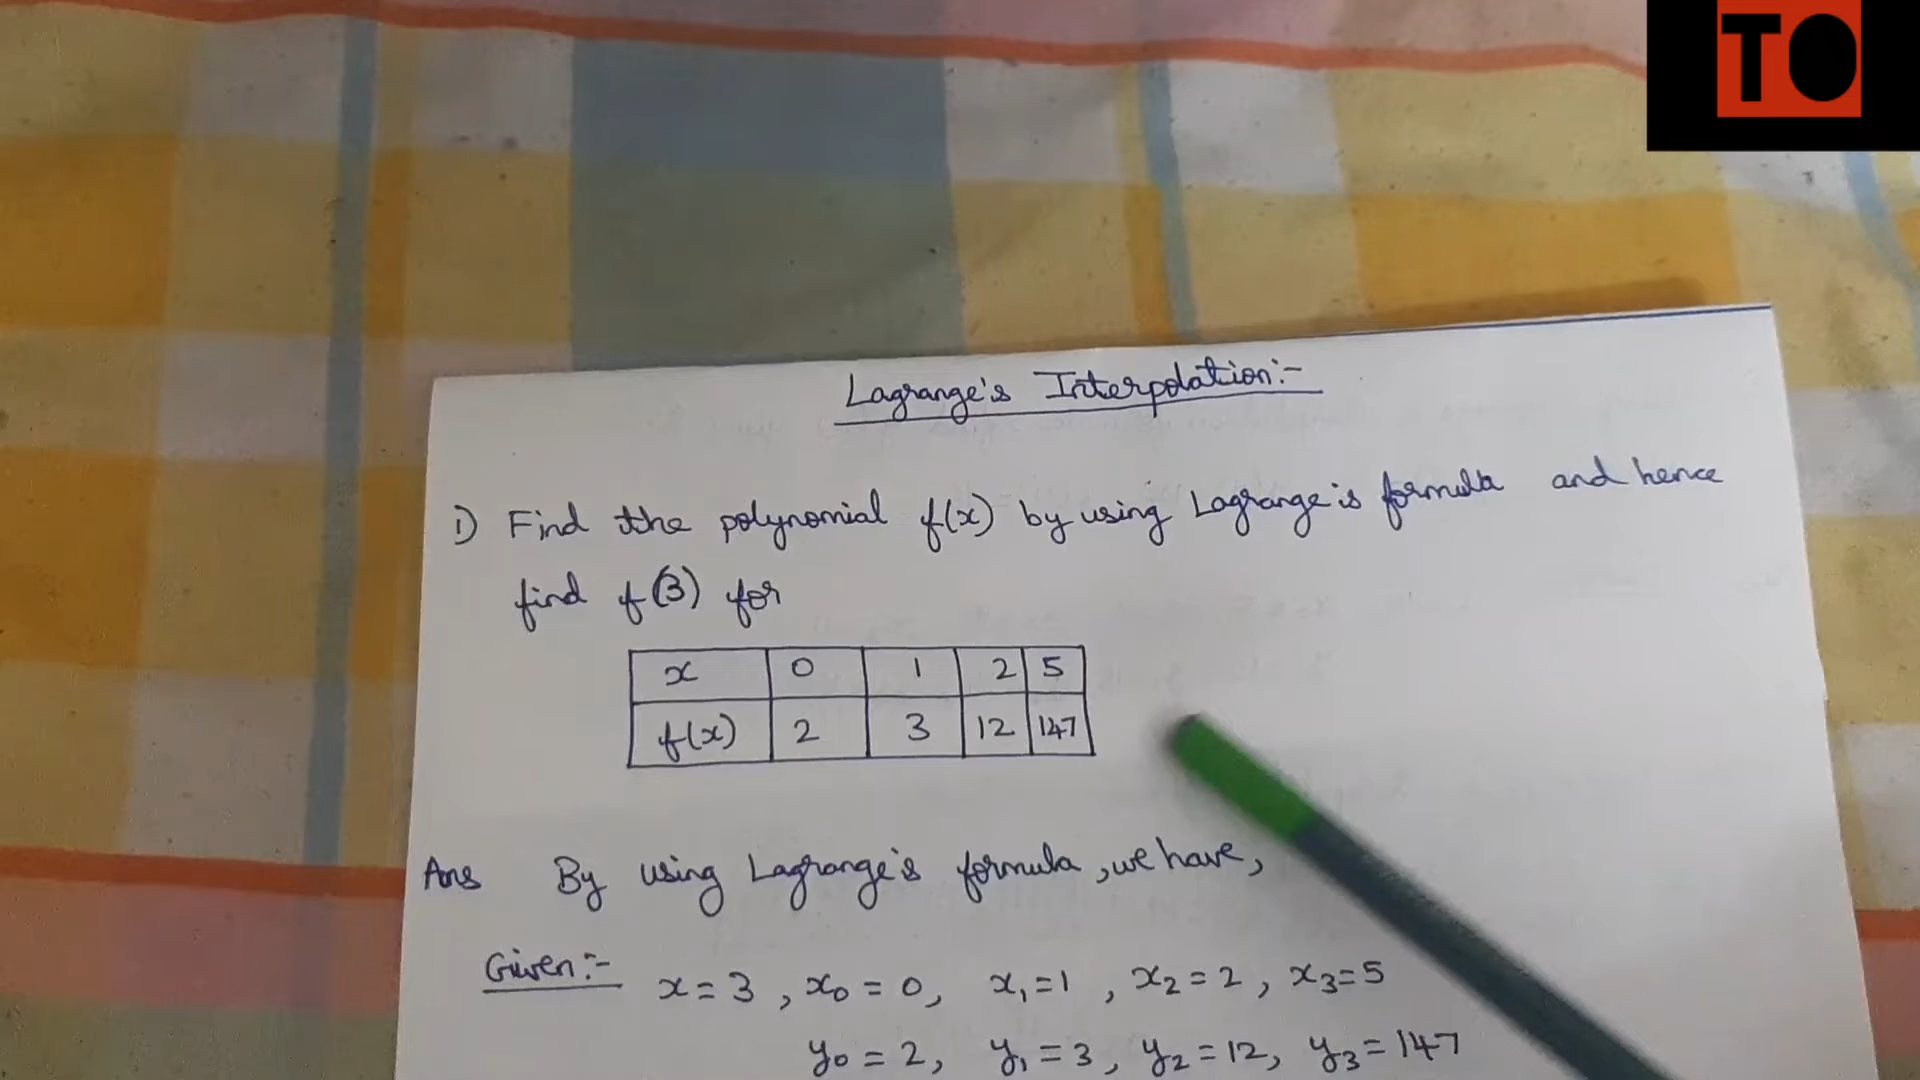 TO
Lagrange's Interpolation:-
1) Find the polynomial f(x) by using Lagrange's formula and hence
find f(3) for
x 0 1 2 5
f(x) 2 3 12 147
Ans By using Lagrange's formula, we have,
Given:- x = 3, x₀ = 0, x₁ = 1, x₂ = 2, x₃ = 5
y₀ = 2, y₁ = 3, y₂ = 12, y₃ = 147